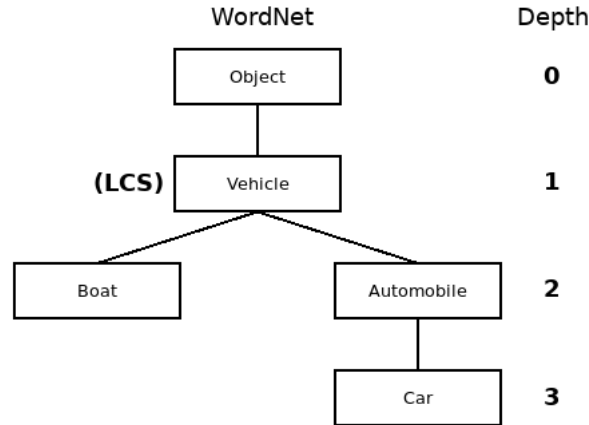 WordNet Depth
Object 0
(LCS) Vehicle 1
Boat Automobile 2
Car 3